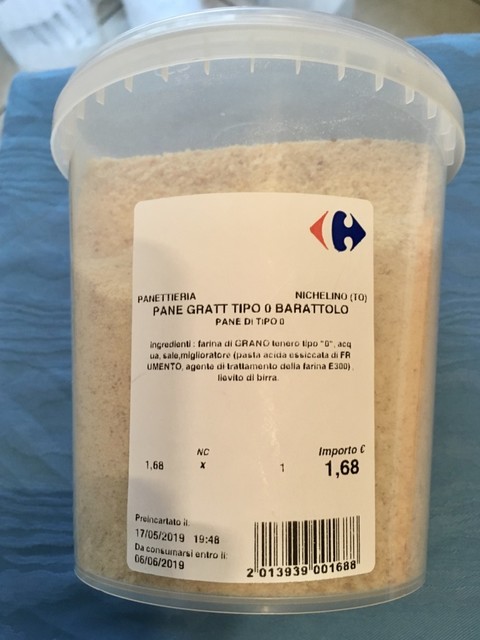 PANETTIERIA NICHELINO (TO)
PANE GRATT TIPO 0 BARATTOLO
PANE DI TIPO 0
ingredienti : farina di GRANO tenero tipo "0", acq
ua, sale,miglioratore (pasta acida essiccata di FR
UMENTO, agente di trattamento della farina E300),
lievito di birra.
NC Importo €
1,68 x 1 1,68
Preincartato il:
17/05/2019 19:48
Da consumarsi entro il:
06/06/2019
2 013939 001688